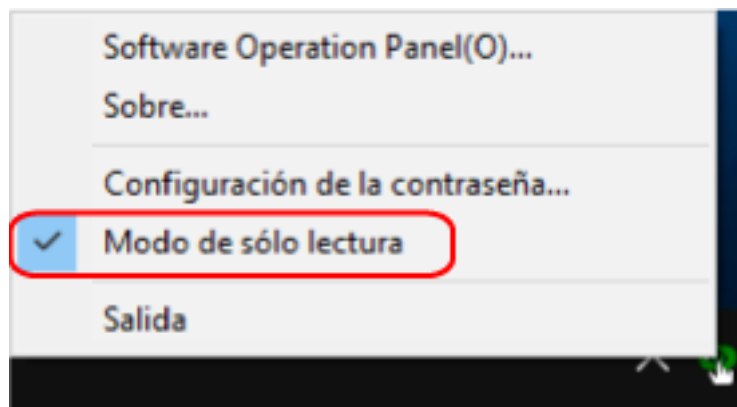 Software Operation Panel(O)...
Sobre...
Configuración de la contraseña...
Modo de sólo lectura
Salida